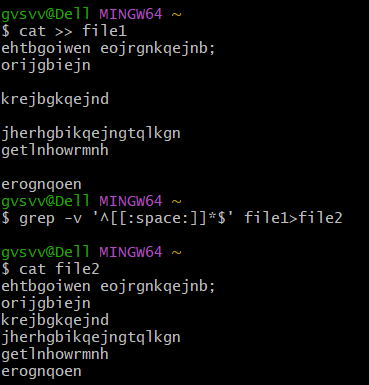 gvsvv@Dell MINGW64 ~
$ cat >> file1
ehtbgoiwen eojrgnkqejnb;
orijgbiejn
krejbgkqejnd
jherhgbikqejngtqlkgn
getlnhowrmnh
erognqoen
gvsvv@Dell MINGW64 ~
$ grep -v '^[[:space:]]*$' file1>file2
gvsvv@Dell MINGW64 ~
$ cat file2
ehtbgoiwen eojrgnkqejnb;
orijgbiejn
krejbgkqejnd
jherhgbikqejngtqlkgn
getlnhowrmnh
erognqoen